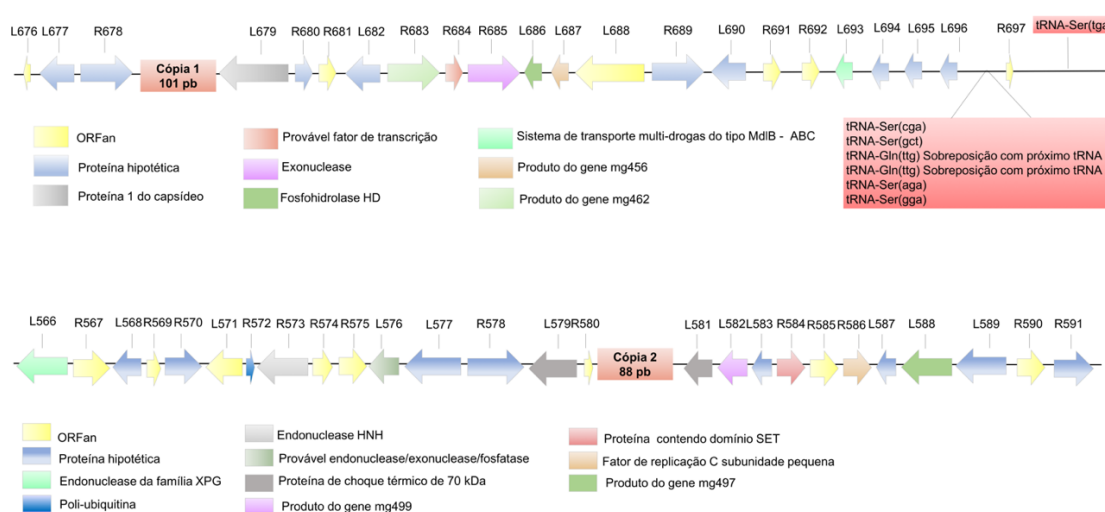 L676 L677 R678 L679 R680 R681 L682 R683 R684 R685 L686 L687 L688 R689 L690 R691 R692 L693 L694 L695 L696 R697 tRNA-Ser(tga
Cópia 1
101 pb
ORFan
Proteína hipotética
Proteína 1 do capsídeo
Provável fator de transcrição
Exonuclease
Fosfohidrolase HD
Sistema de transporte multi-drogas do tipo MdlB - ABC
Produto do gene mg456
Produto do gene mg462
tRNA-Ser(cga)
tRNA-Ser(gct)
tRNA-Gln(ttg) Sobreposição com próximo tRNA
tRNA-Gln(ttg) Sobreposição com próximo tRNA
tRNA-Ser(aga)
tRNA-Ser(gga)
L566 R567 L568 R569 R570 L571 R572 R573 R574 R575 L576 L577 R578 L579 R580 L581 L582 L583 R584 R585 R586 L587 L588 L589 R590 R591
Cópia 2
88 pb
ORFan
Proteína hipotética
Endonuclease da família XPG
Poli-ubiquitina
Endonuclease HNH
Provável endonuclease/exonuclease/fosfatase
Proteína de choque térmico de 70 kDa
Produto do gene mg499
Proteína contendo domínio SET
Fator de replicação C subunidade pequena
Produto do gene mg497